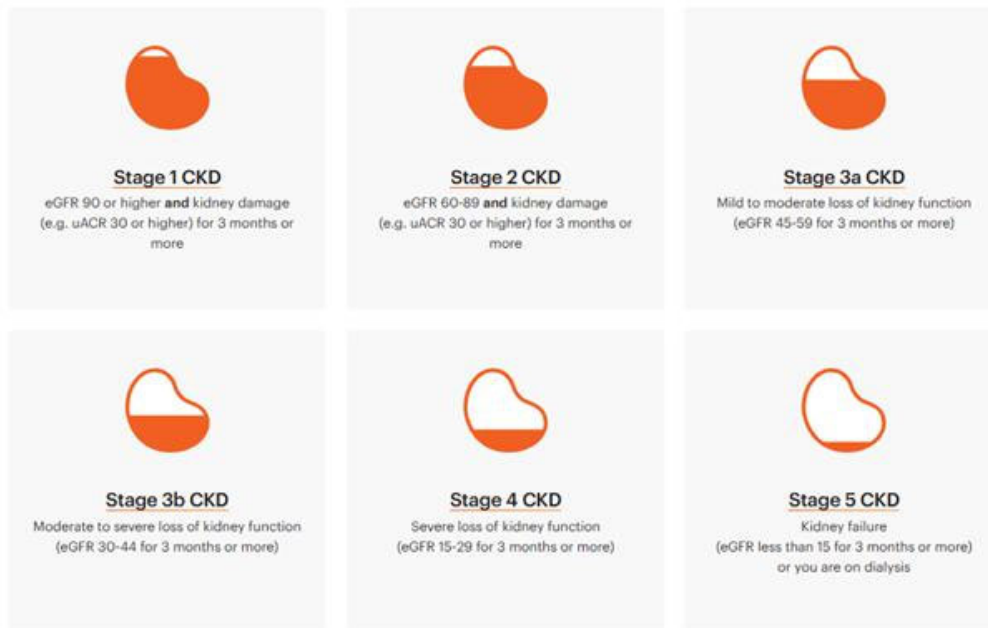 Stage 1 CKD
eGFR 90 or higher and kidney damage
(e.g. uACR 30 or higher) for 3 months or
more
Stage 2 CKD
eGFR 60-89 and kidney damage
(e.g. uACR 30 or higher) for 3 months or
more
Stage 3a CKD
Mild to moderate loss of kidney function
(eGFR 45-59 for 3 months or more)
Stage 3b CKD
Moderate to severe loss of kidney function
(eGFR 30-44 for 3 months or more)
Stage 4 CKD
Severe loss of kidney function
(eGFR 15-29 for 3 months or more)
Stage 5 CKD
Kidney failure
(eGFR less than 15 for 3 months or more)
or you are on dialysis